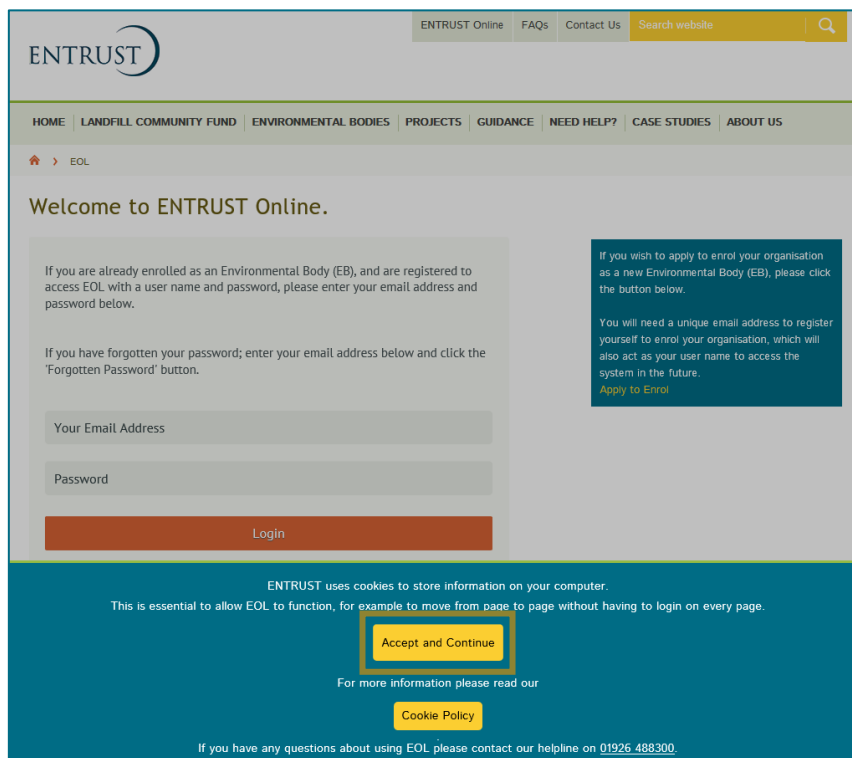 ENTRUST Online FAQs Contact Us Search website
ENTRUST
HOME LANDFILL COMMUNITY FUND ENVIRONMENTAL BODIES PROJECTS GUIDANCE NEED HELP? CASE STUDIES ABOUT US
EOL
Welcome to ENTRUST Online.
If you are already enrolled as an Environmental Body (EB), and are registered to
access EOL with a user name and password, please enter your email address and
password below.
If you have forgotten your password; enter your email address below and click the
'Forgotten Password' button.
Your Email Address
Password
Login
If you wish to apply to enrol your organisation
as a new Environmental Body (EB), please click
the button below.
You will need a unique email address to register
yourself to enrol your organisation, which will
also act as your user name to access the
system in the future.
Apply to Enrol
ENTRUST uses cookies to store information on your computer.
This is essential to allow EOL to function, for example to move from page to page without having to login on every page.
Accept and Continue
For more information please read our
Cookie Policy
.
If you have any questions about using EOL please contact our helpline on 01926 488300.